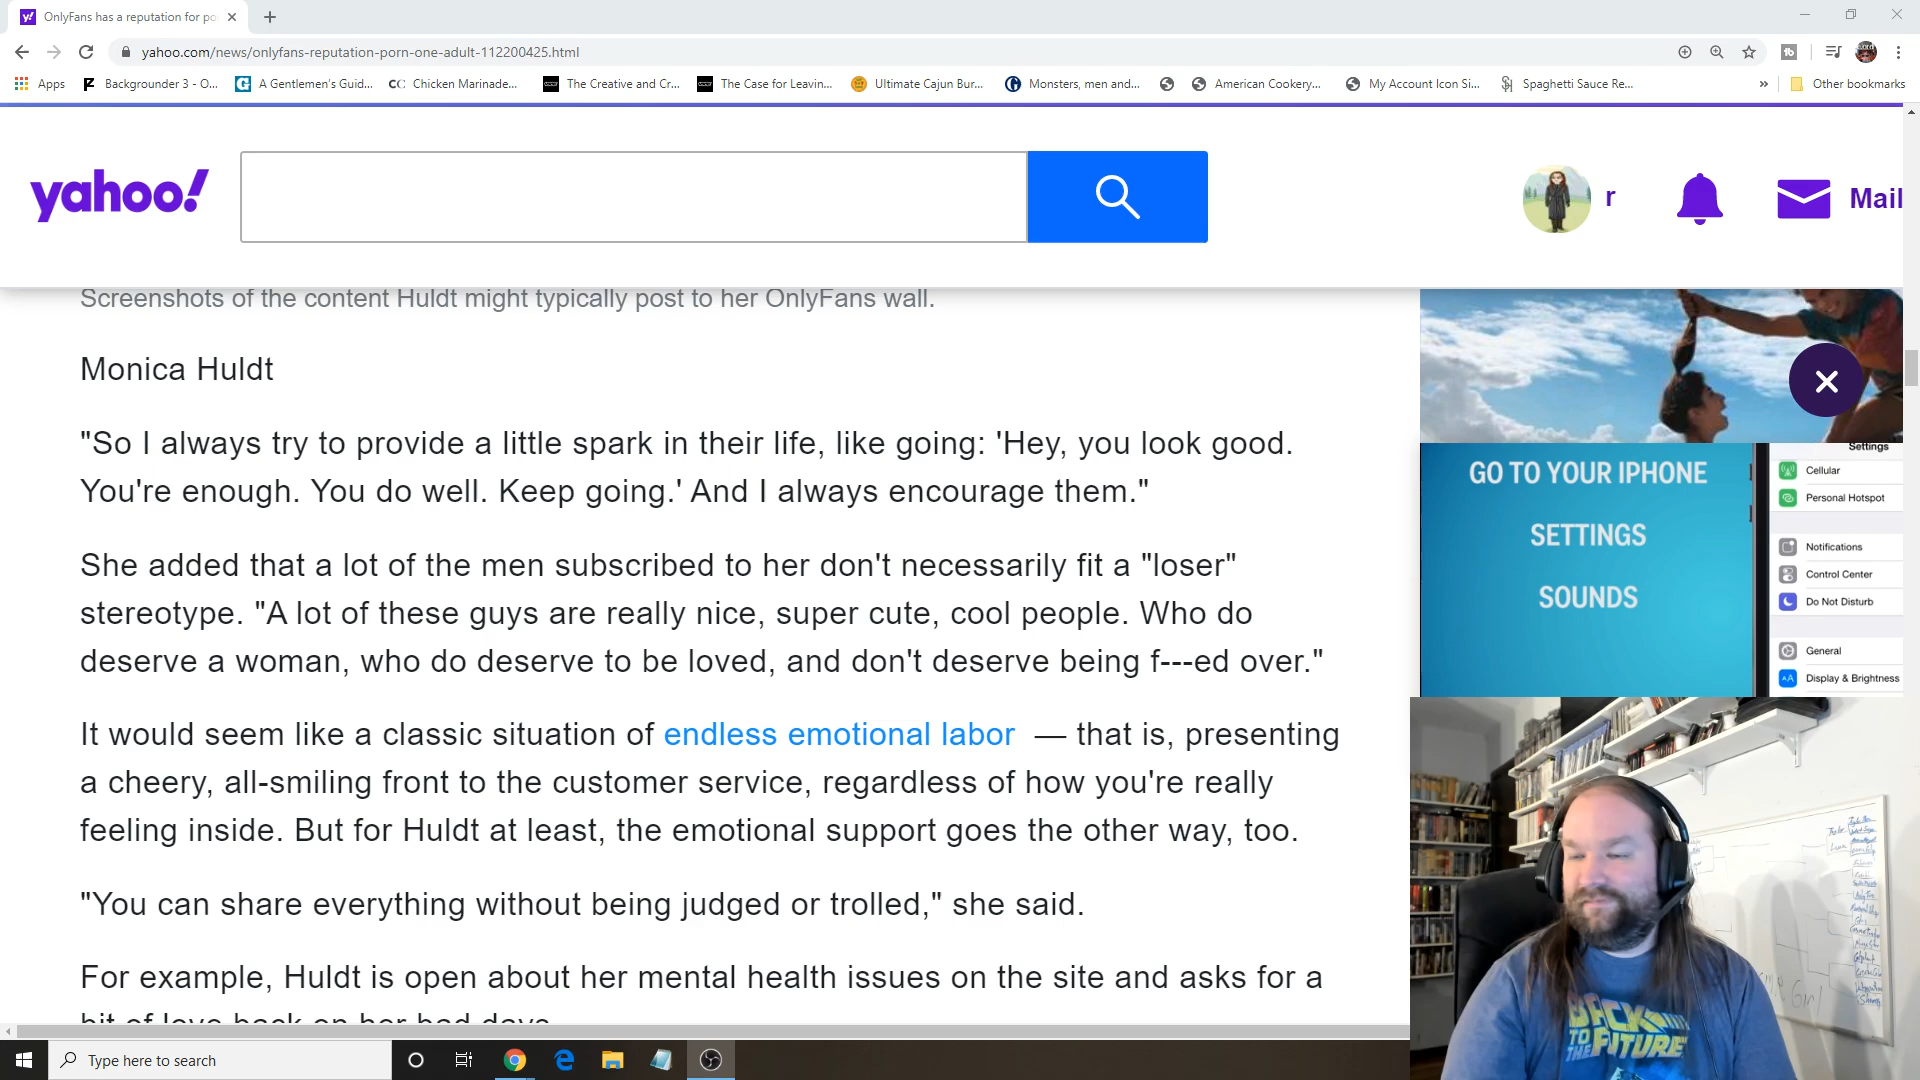 OnlyFans has a reputation for po
yahoo.com/news/onlyfans-reputation-porn-one-adult-112200425.html
Apps
Backgrounder 3 - O...
A Gentlemen's Guid...
CC Chicken Marinade...
The Creative and Cr...
The Case for Leavin...
Ultimate Cajun Bur...
Monsters, men and...
American Cookery...
My Account Icon Si...
Spaghetti Sauce Re...
»
Other bookmarks
yahoo!
r
Mail
Screenshots of the content Huldt might typically post to her OnlyFans wall.
Monica Huldt
"So I always try to provide a little spark in their life, like going: 'Hey, you look good.
You're enough. You do well. Keep going.' And I always encourage them."
She added that a lot of the men subscribed to her don't necessarily fit a "loser"
stereotype. "A lot of these guys are really nice, super cute, cool people. Who do
deserve a woman, who do deserve to be loved, and don't deserve being f---ed over."
It would seem like a classic situation of endless emotional labor — that is, presenting
a cheery, all-smiling front to the customer service, regardless of how you're really
feeling inside. But for Huldt at least, the emotional support goes the other way, too.
"You can share everything without being judged or trolled," she said.
For example, Huldt is open about her mental health issues on the site and asks for a
bit of love back on her bad days.
GO TO YOUR IPHONE
SETTINGS
SOUNDS
Settings
Cellular
Personal Hotspot
Notifications
Control Center
Do Not Disturb
General
AA Display & Brightness
BACK
TO
THE FUTURE
Type here to search